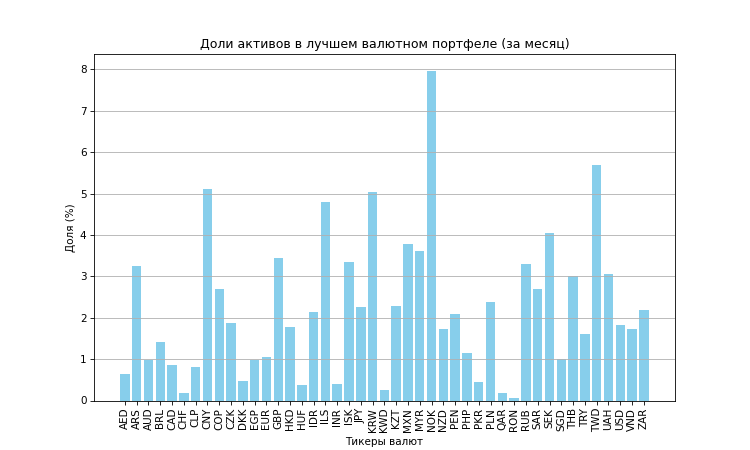 Доли активов в лучшем валютном портфеле (за месяц)
Доля (%)
8
7
6
5
4
3
2
1
0
AED ARS AUD BRL CAD CHF CLP CNY COP CZK DKK EGP EUR GBP HKD HUF IDR ILS INR ISK JPY KRW KWD KZT MXN MYR NOK NZD PEN PHP PKR PLN QAR RON RUB SAR SEK SGD THB TRY TWD UAH USD VND ZAR
Тикеры валют